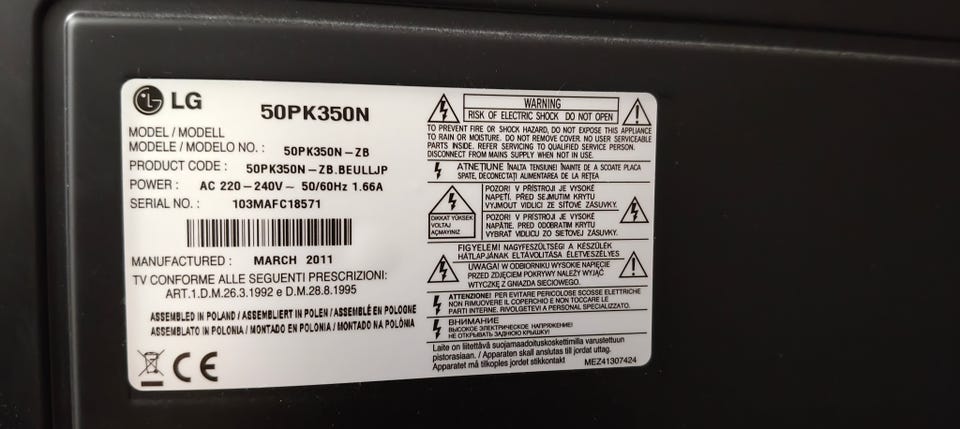 LG
50PK350N
MODEL / MODELL
MODELE / MODELO NO. : 50PK350N-ZB
PRODUCT CODE : 50PK350N-ZB.BEULLJP
POWER : AC 220-240V~ 50/60Hz 1.66A
SERIAL NO. : 103MAFC18571
MANUFACTURED : MARCH 2011
TV CONFORME ALLE SEGUENTI PRESCRIZIONI:
ART.1.D.M.26.3.1992 e D.M.28.8.1995
ASSEMBLED IN POLAND / ASSEMBLIERT IN POLEN / ASSEMBLÉ EN POLOGNE
ASSEMBLATO IN POLONIA / MONTADO EN POLONIA / MONTADO NA POLÔNIA
CE
WARNING
RISK OF ELECTRIC SHOCK DO NOT OPEN
TO PREVENT FIRE OR SHOCK HAZARD, DO NOT EXPOSE THIS APPLIANCE
TO RAIN OR MOISTURE. DO NOT REMOVE COVER. NO USER SERVICEABLE
PARTS INSIDE. REFER SERVICING TO QUALIFIED SERVICE PERSON.
DISCONNECT FROM MAINS SUPPLY WHEN NOT IN USE.
ATNEȚIUNE ÎNALTA TENSIUNE! ÎNAINTE DE A SCOATE PLACA
SPATE, DECONECTAȚI ALIMENTAREA DE LA REȚEA
DIKKAT YÜKSEK
VOLTAJ
AÇMAYINIZ
POZOR! V PŘÍSTROJI JE VYSOKÉ
NAPĚTÍ. PŘED SEJMUTIM KRYTU
VYJMOUT VIDLICI ZE SÍŤOVÉ ZÁSUVKY.
POZOR! V PRÍSTROJI JE VYSOKÉ
NAPÄTIE. PRED ODOBRATIM KRYTU
VYBRAT VIDLICU ZO SIETOVEJ ZÁSUVKY.
FIGYELEM! NAGYFESZÜLTSÉG! A KÉSZÜLÉK
HÁTLAPJÁNAK ELTÁVOLÍTÁSA ÉLETVESZÉLYES
UWAGA! W ODBIORNIKU WYSOKIE NAPIĘCIE
PRZED ZDJĘCIEM POKRYWY NALEŻY WYJĄĆ
WTYCZKĘ Z GNIAZDA SIECIOWEGO.
ATTENZIONE! PER EVITARE PERICOLOSE SCOSSE ELETTRICHE
NON RIMUOVERE IL COPERCHIO E NON TOCCARE LE
PARTI INTERNE. RIVOLGETEVI A PERSONAL SPECIALIZZATO.
ВНИМАНИЕ
ВЫСОКОЕ ЭЛЕКТРИЧЕСКОЕ НАПРЯЖЕНИЕ!
НЕ ОТКРЫВАТЬ ЗАДНЮЮ КРЫШКУ!
Laite on liitettävä suojamaadoituskoskettimilla varustettuun
pistorasiaan. / Apparaten skall anslutas till jordat uttag.
Apparatet må tilkoples jordet stikkontakt
MEZ41307424